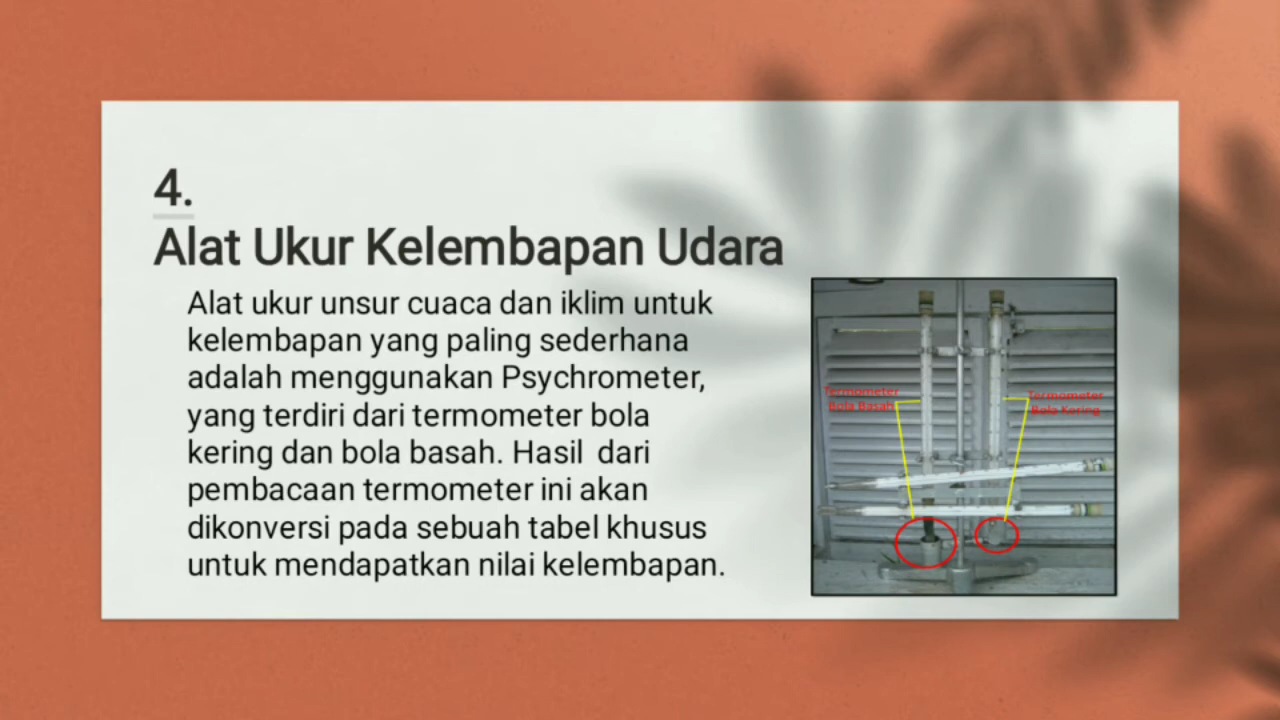 4.
Alat Ukur Kelembapan Udara
Alat ukur unsur cuaca dan iklim untuk
kelembapan yang paling sederhana
adalah menggunakan Psychrometer,
yang terdiri dari termometer bola
kering dan bola basah. Hasil  dari
pembacaan termometer ini akan
dikonversi pada sebuah tabel khusus
untuk mendapatkan nilai kelembapan.
Termometer
Bola Basah
Termometer
Bola Kering